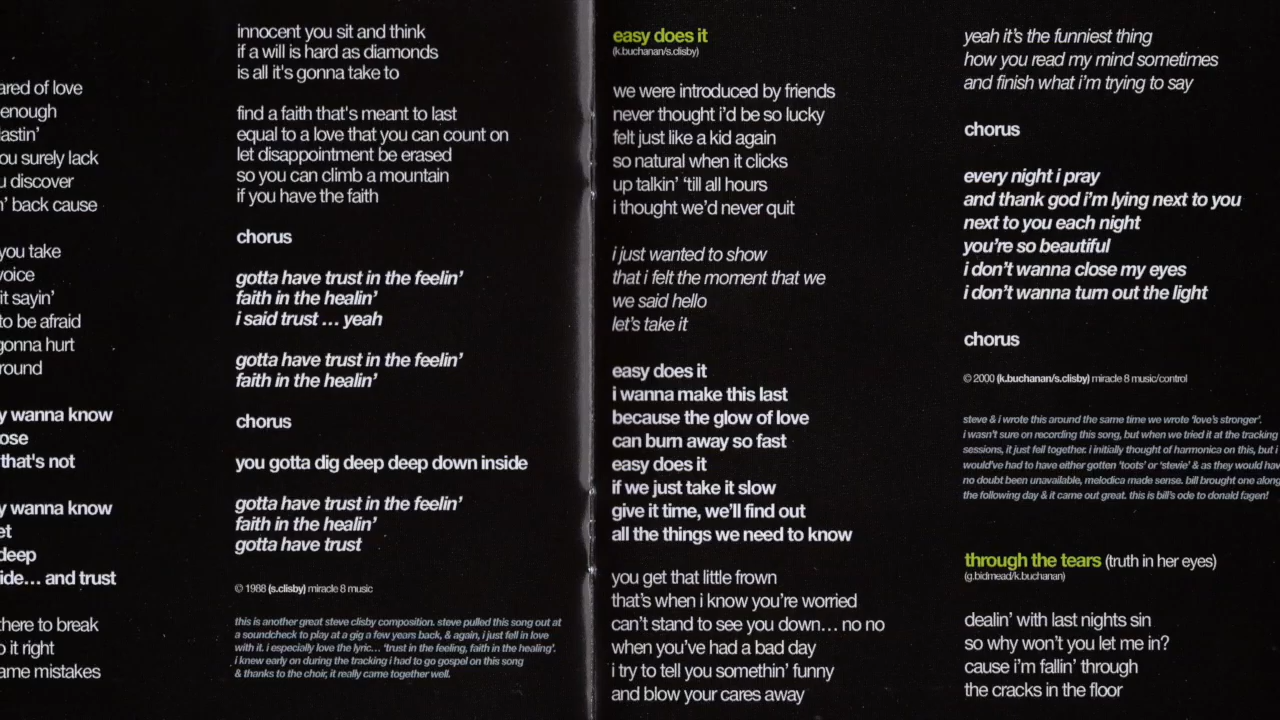 ared of love
enough
lastin'
ou surely lack
u discover
n' back cause
you take
voice
it sayin'
to be afraid
gonna hurt
round
y wanna know
ose
that's not
y wanna know
et
deep
ide... and trust
there to break
o it right
ame mistakes
innocent you sit and think
if a will is hard as diamonds
is all it's gonna take to
find a faith that's meant to last
equal to a love that you can count on
let disappointment be erased
so you can climb a mountain
if you have the faith
chorus
gotta have trust in the feelin'
faith in the healin'
i said trust ... yeah
gotta have trust in the feelin'
faith in the healin'
chorus
you gotta dig deep deep down inside
gotta have trust in the feelin'
faith in the healin'
gotta have trust
© 1988 (s.clisby) miracle 8 music
this is another great steve clisby composition. steve pulled this song out at
a soundcheck to play at a gig a few years back, & again, i just fell in love
with it. i especially love the lyric... 'trust in the feeling, faith in the healing'.
i knew early on during the tracking i had to go gospel on this song
& thanks to the choir, it really came together well.
easy does it
(k.buchanan/s.clisby)
we were introduced by friends
never thought i'd be so lucky
felt just like a kid again
so natural when it clicks
up talkin' 'till all hours
i thought we'd never quit
i just wanted to show
that i felt the moment that we
we said hello
let's take it
easy does it
i wanna make this last
because the glow of love
can burn away so fast
easy does it
if we just take it slow
give it time, we'll find out
all the things we need to know
you get that little frown
that's when i know you're worried
can't stand to see you down... no no
when you've had a bad day
i try to tell you somethin' funny
and blow your cares away
yeah it's the funniest thing
how you read my mind sometimes
and finish what i'm trying to say
chorus
every night i pray
and thank god i'm lying next to you
next to you each night
you're so beautiful
i don't wanna close my eyes
i don't wanna turn out the light
chorus
© 2000 (k.buchanan/s.clisby) miracle 8 music/control
steve & i wrote this around the same time we wrote 'love's stronger'.
i wasn't sure on recording this song, but when we tried it at the tracking
sessions, it just fell together. i initially thought of harmonica on this, but i
would've had to have either gotten 'toots' or 'stevie' & as they would hav
no doubt been unavailable, melodica made sense. bill brought one along
the following day & it came out great. this is bill's ode to donald fagen!
through the tears (truth in her eyes)
(g.bidmead/k.buchanan)
dealin' with last nights sin
so why won't you let me in?
cause i'm fallin' through
the cracks in the floor